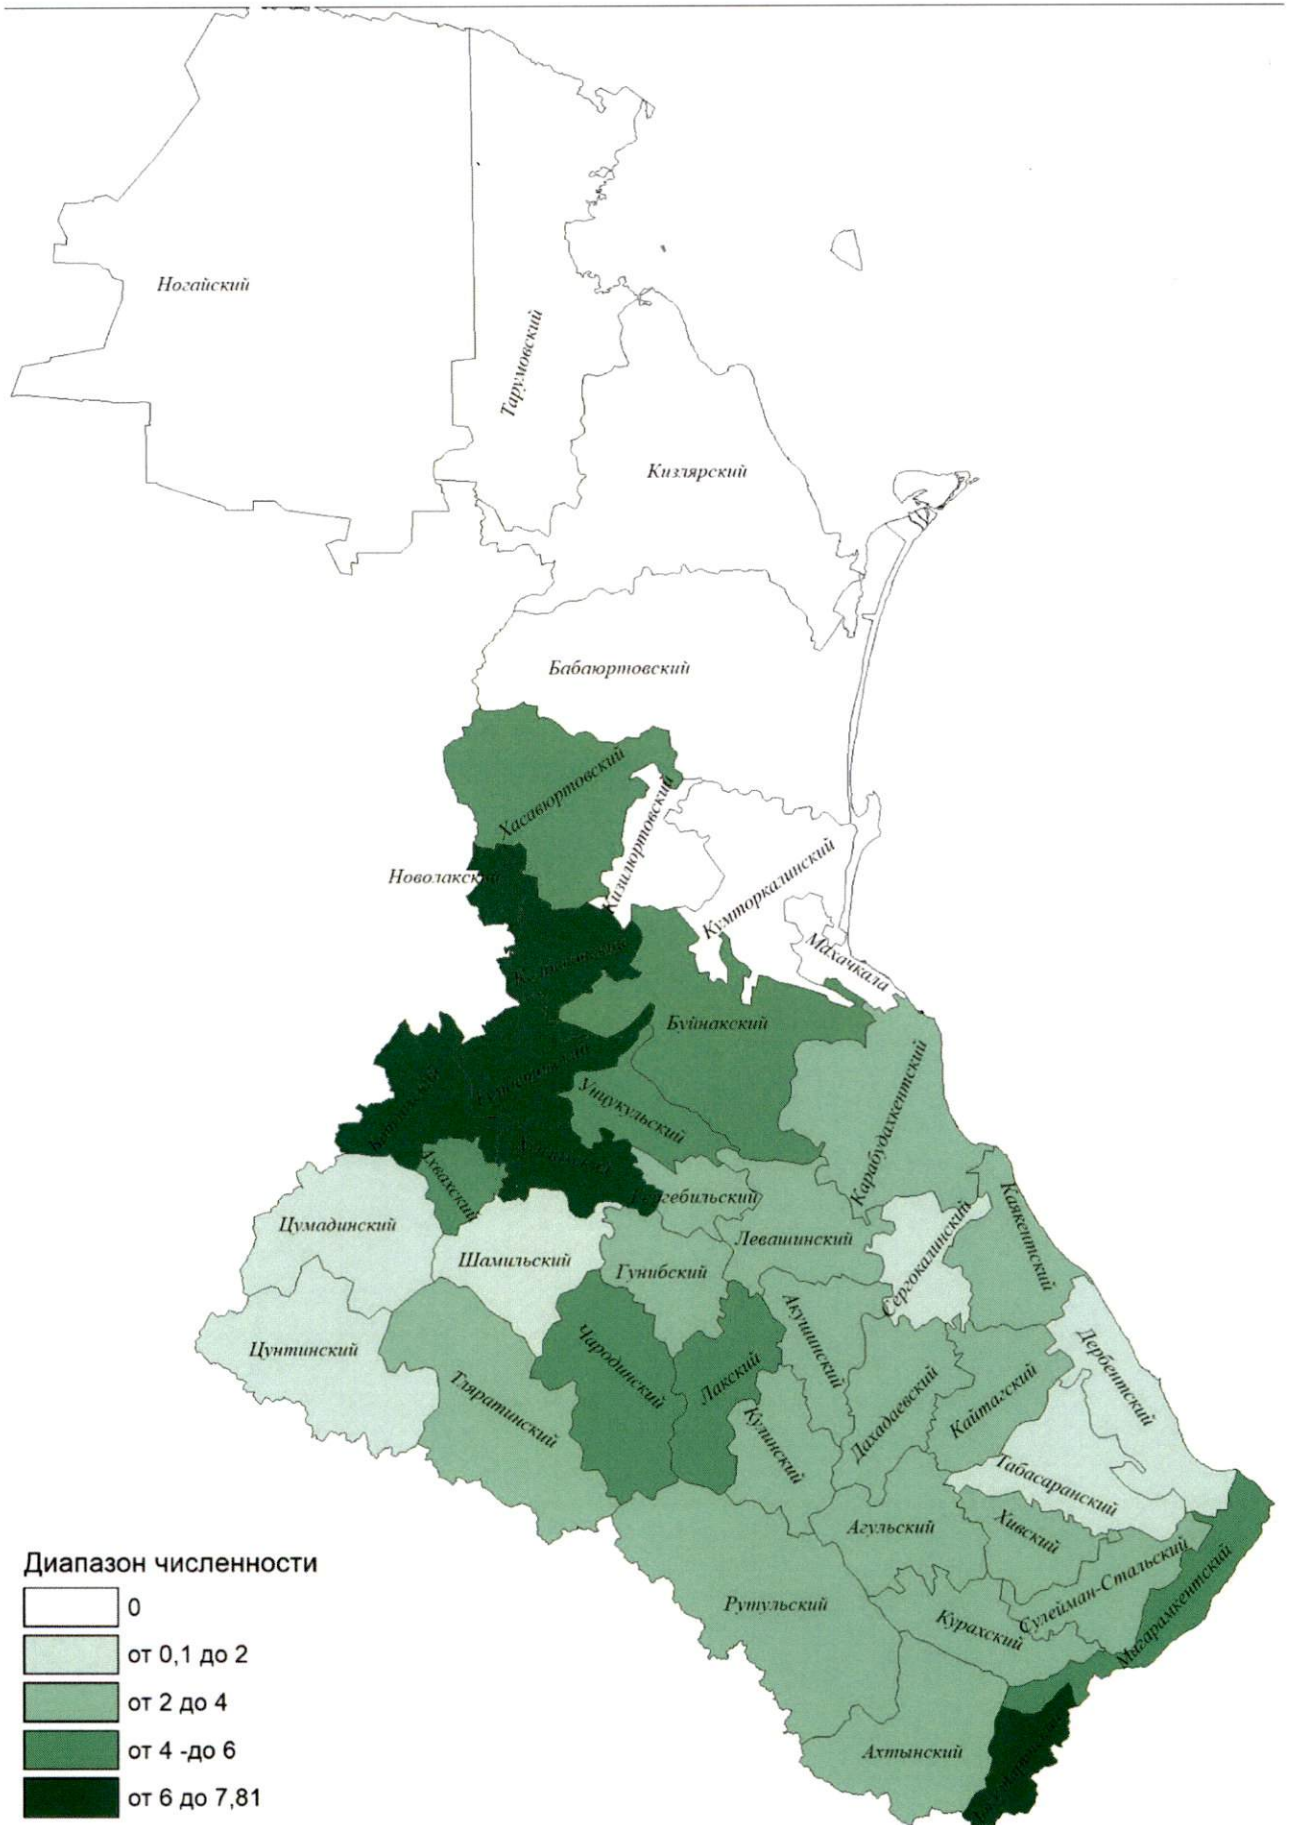 Ногайский
Тарумовский
Кизлярский
Бабаюртовский
Хасавюртовский
Кизилюртовский
Новолакский
Кумторкалинский
Махачкала
Буйнакский
Унцукульский
Карабудахкентский
Ахвахский
Гергебильский
Каякентский
Цумадинский
Шамильский
Левашинский
Сергокалинский
Гунибский
Цунтинский
Акушинский
Дербентский
Чародинский
Лакский
Тляратинский
Кулинский
Дахадаевский
Кайтагский
Табасаранский
Агульский
Хивский
Сулейман-Стальский
Рутульский
Курахский
Мыгарамкентский
Ахтынский
Диапазон численности
0
от 0,1 до 2
от 2 до 4
от 4 -до 6
от 6 до 7,81